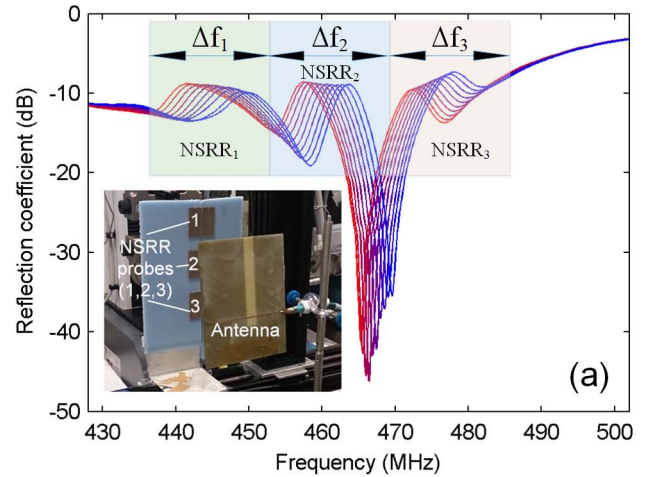 Δf₁ Δf₂ Δf₃
NSRR₂
NSRR₁ NSRR₃
0
-10
-20
-30
-40
-50
Reflection coefficient (dB)
1
NSRR
probes
(1,2,3)
2
3
Antenna
(a)
430 440 450 460 470 480 490 500
Frequency (MHz)